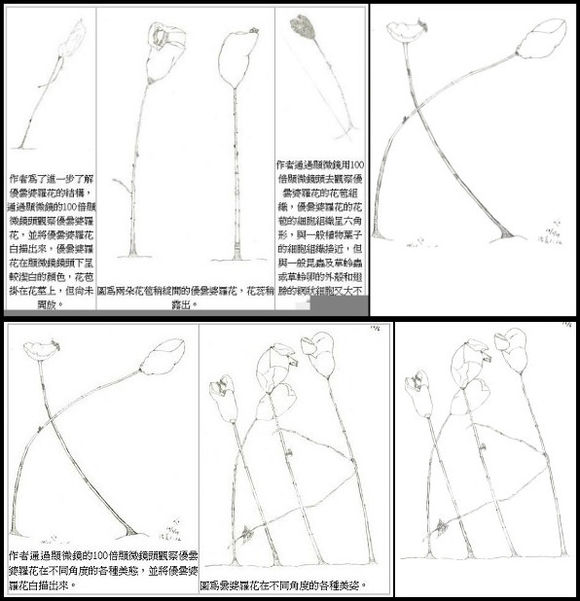 作者為了進一步了解
優曇婆羅花的結構，
通過顯微鏡的100倍顯
微鏡頭觀察優曇婆羅
花，並將優曇婆羅花
白描出來，優曇婆羅
花在顯微鏡頭下呈
較潔白的顏色，花苞
掛在花莖上，但尚未
開放。
圖為兩朵花苞稍綻開的優曇婆羅花，花蕊稍
露出。
作者通過顯微鏡用100
倍顯微鏡頭去觀察優
曇婆羅花的花苞組
織，優曇婆羅花的花
苞的細胞組織呈六角
形，與一般植物葉子
的細胞組織接近，但
與一般昆蟲及草蛉蟲
或草蛉卵的外殼和翅
膀的網狀細胞又大不
作者通過顯微鏡的100倍顯微鏡頭觀察優曇
婆羅花在不同角度的各種美態，並將優曇婆
羅花白描出來。
圖為曇婆羅花在不同角度的各種美姿。